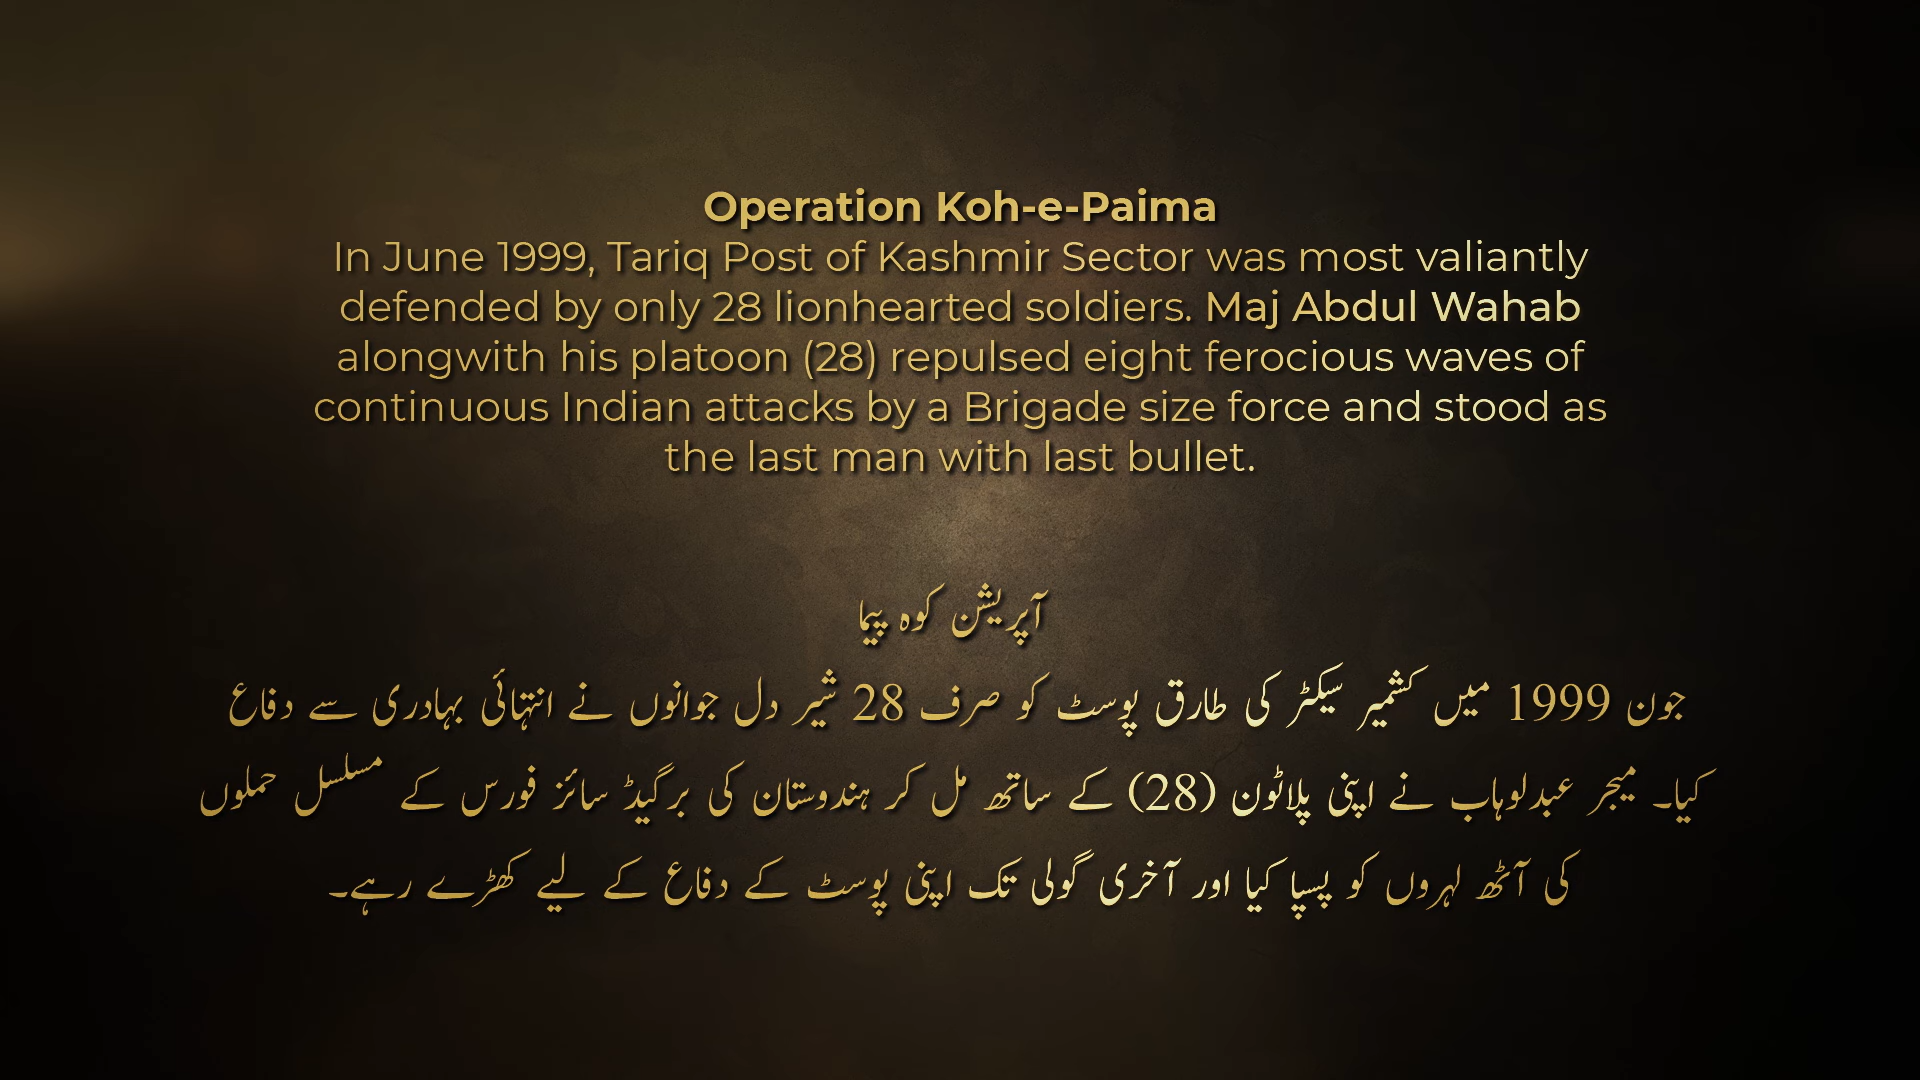 Operation Koh-e-Paima
In June 1999, Tariq Post of Kashmir Sector was most valiantly
defended by only 28 lionhearted soldiers. Maj Abdul Wahab
alongwith his platoon (28) repulsed eight ferocious waves of
continuous Indian attacks by a Brigade size force and stood as
the last man with last bullet.
آپریشن کوہ پیما
جون 1999 میں کشمیر سیکٹر کی طارق پوسٹ کو صرف 28 شیر دل جوانوں نے انتہائی بہادری سے دفاع
کیا۔ میجر عبدلوہاب نے اپنی پلاٹون (28) کے ساتھ مل کر ہندوستان کی برگیڈ سائز فورس کے مسلسل حملوں
کی آٹھ لہروں کو پسپا کیا اور آخری گولی تک اپنی پوسٹ کے دفاع کے لیے کھڑے رہے۔